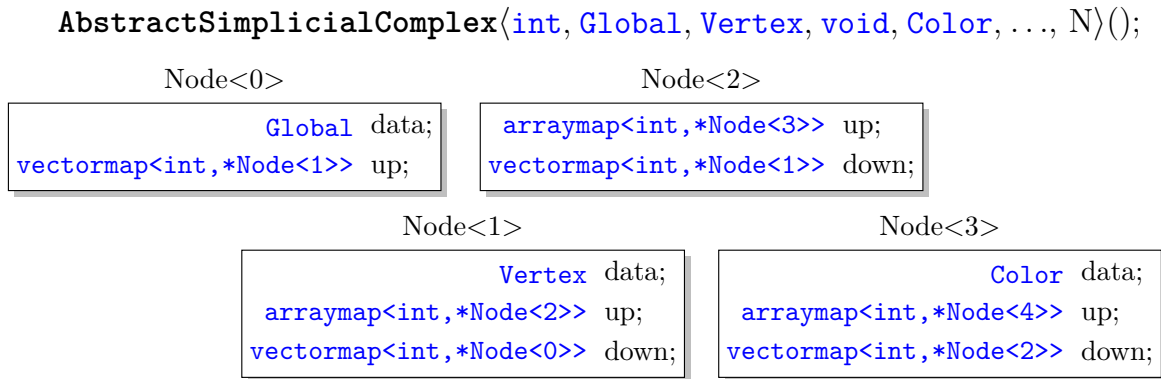 AbstractSimplicialComplex⟨int, Global, Vertex, void, Color, ..., N⟩();
Node<0>
Global data;
vectormap<int,*Node<1>> up;
Node<2>
arraymap<int,*Node<3>> up;
vectormap<int,*Node<1>> down;
Node<1>
Vertex data;
arraymap<int,*Node<2>> up;
vectormap<int,*Node<0>> down;
Node<3>
Color data;
arraymap<int,*Node<4>> up;
vectormap<int,*Node<2>> down;